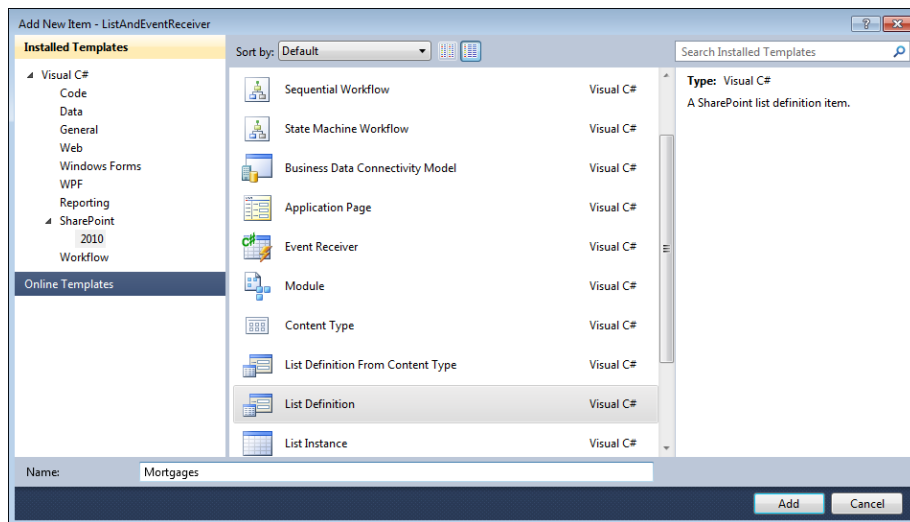 Add New Item - ListAndEventReceiver
Installed Templates
Visual C#
Code
Data
General
Web
Windows Forms
WPF
Reporting
SharePoint
2010
Workflow
Online Templates
Sort by: Default
Sequential Workflow Visual C#
State Machine Workflow Visual C#
Business Data Connectivity Model Visual C#
Application Page Visual C#
C# Event Receiver Visual C#
Module Visual C#
Content Type Visual C#
List Definition From Content Type Visual C#
List Definition Visual C#
List Instance Visual C#
Search Installed Templates
Type: Visual C#
A SharePoint list definition item.
Name: Mortgages
Add Cancel